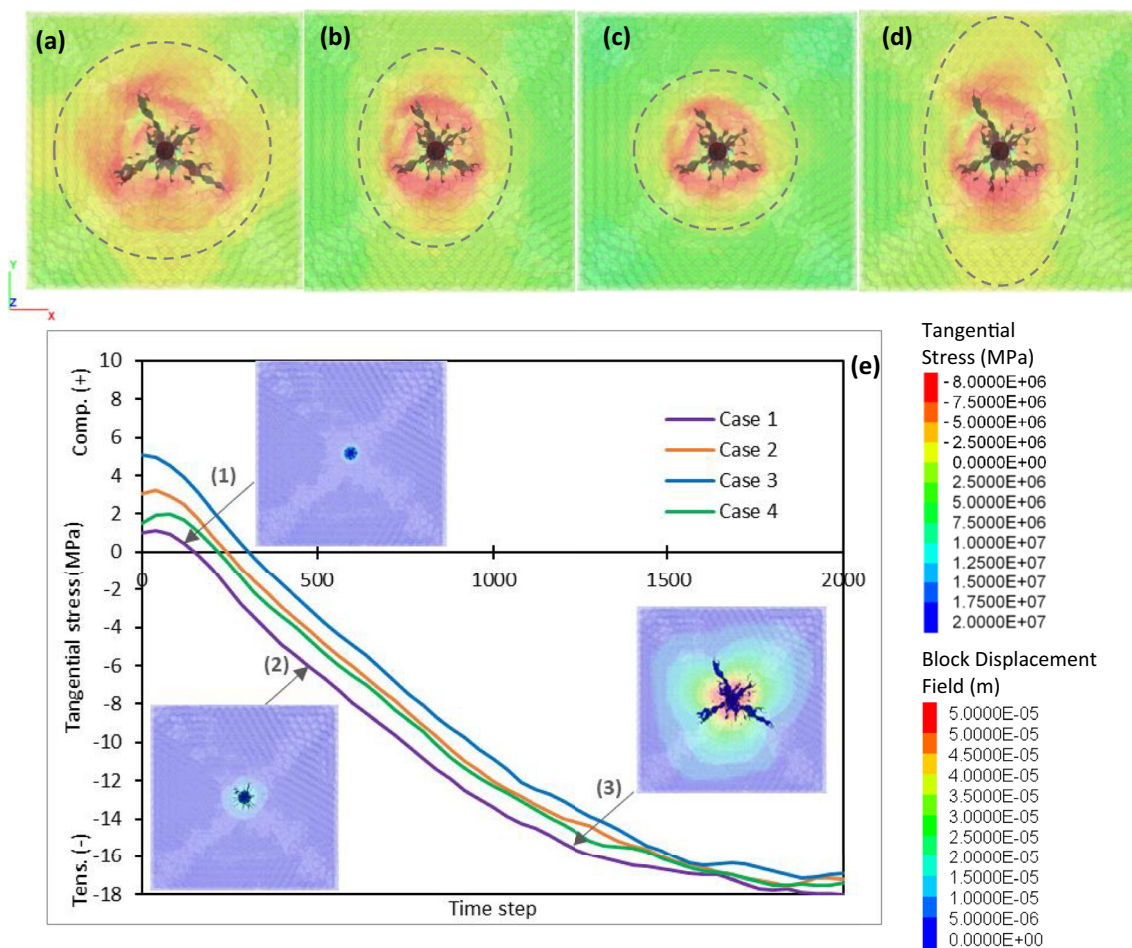 (a)
(b)
(c)
(d)
Y
Z
X
(e)
Comp. (+)
Tangential stress (MPa)
Tens. (-)
10
8
6
4
2
0
-2
-4
-6
-8
-10
-12
-14
-16
-18
0
500
1000
1500
2000
Time step
(1)
(2)
(3)
Case 1
Case 2
Case 3
Case 4
Tangential
Stress (MPa)
- 8.0000E+06
- 7.5000E+06
- 5.0000E+06
- 2.5000E+06
0.0000E+00
2.5000E+06
5.0000E+06
7.5000E+06
1.0000E+07
1.2500E+07
1.5000E+07
1.7500E+07
2.0000E+07
Block Displacement
Field (m)
5.0000E-05
5.0000E-05
4.5000E-05
4.0000E-05
3.5000E-05
3.0000E-05
2.5000E-05
2.0000E-05
1.5000E-05
1.0000E-05
5.0000E-06
0.0000E+00